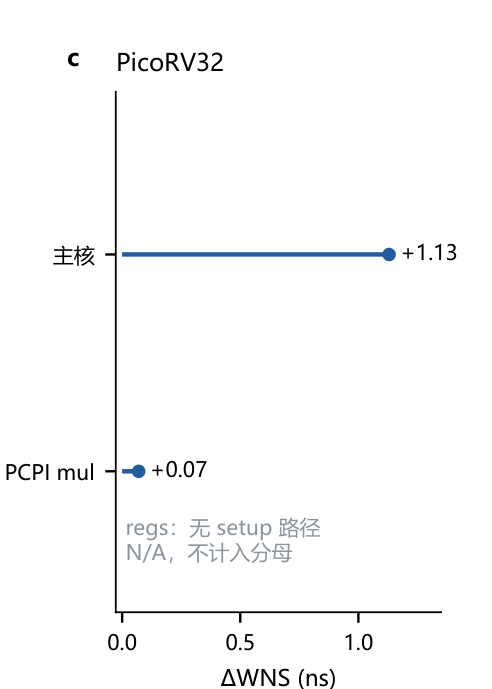 c PicoRV32
主核 +1.13
PCPI mul +0.07
regs：无 setup 路径
N/A，不计入分母
0.0 0.5 1.0
ΔWNS (ns)